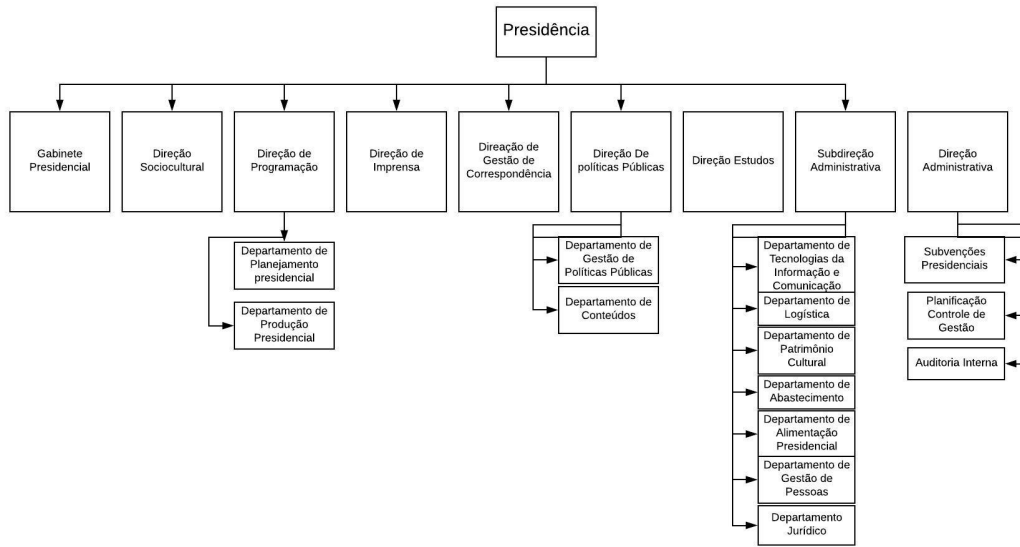 Presidência
Gabinete
Presidencial
Direção
Sociocultural
Direção de
Programação
Direção de
Imprensa
Direação de
Gestão de
Correspondência
Direção De
políticas Públicas
Direção Estudos
Subdireção
Administrativa
Direção
Administrativa
Departamento de
Planejamento
presidencial
Departamento de
Produção
Presidencial
Departamento de
Gestão de
Políticas Públicas
Departamento de
Conteúdos
Departamento de
Tecnologias da
Informação e
Comunicação
Departamento de
Logística
Departamento de
Patrimônio
Cultural
Departamento de
Abastecimento
Departamento de
Alimentação
Presidencial
Departamento de
Gestão de
Pessoas
Departamento
Jurídico
Subvenções
Presidenciais
Planificação
Controle de
Gestão
Auditoria Interna